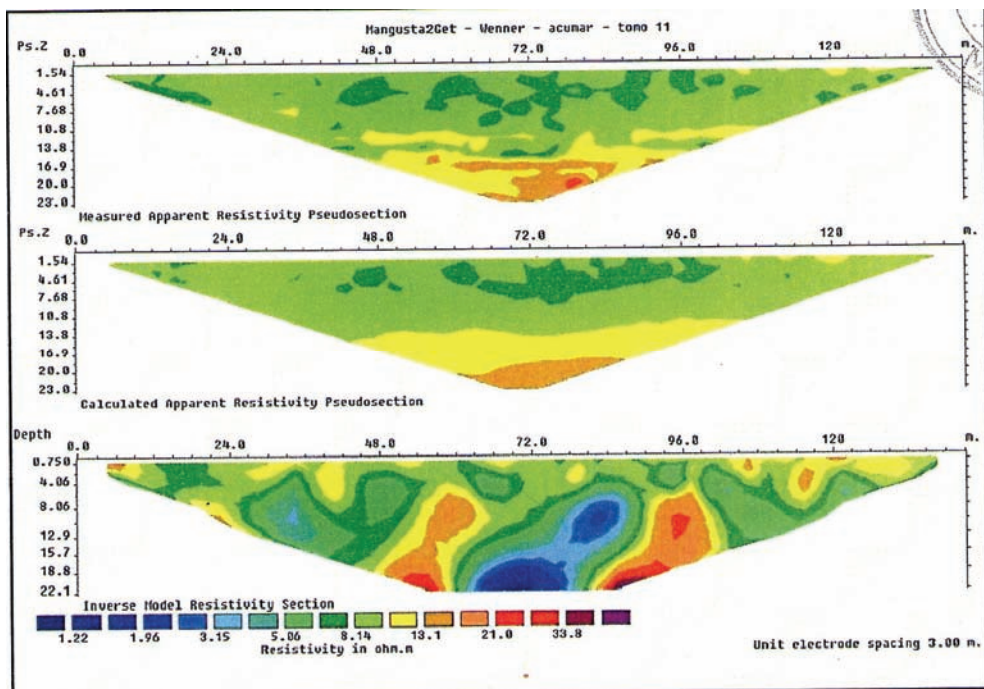 Mangusta2Get - Wenner - acumar - tomo 11
Ps.Z 0.0 24.0 48.0 72.0 96.0 120 m.
1.54
4.61
7.68
10.8
13.8
16.9
20.0
23.0
Measured Apparent Resistivity Pseudosection
Ps.Z 0.0 24.0 48.0 72.0 96.0 120 m.
1.54
4.61
7.68
10.8
13.8
16.9
20.0
23.0
Calculated Apparent Resistivity Pseudosection
Depth 0.0 24.0 48.0 72.0 96.0 120 m.
0.750
4.06
8.06
12.9
15.7
18.8
22.1
Inverse Model Resistivity Section
1.22 1.96 3.15 5.06 8.14 13.1 21.0 33.8
Resistivity in ohm.m
Unit electrode spacing 3.00 m.